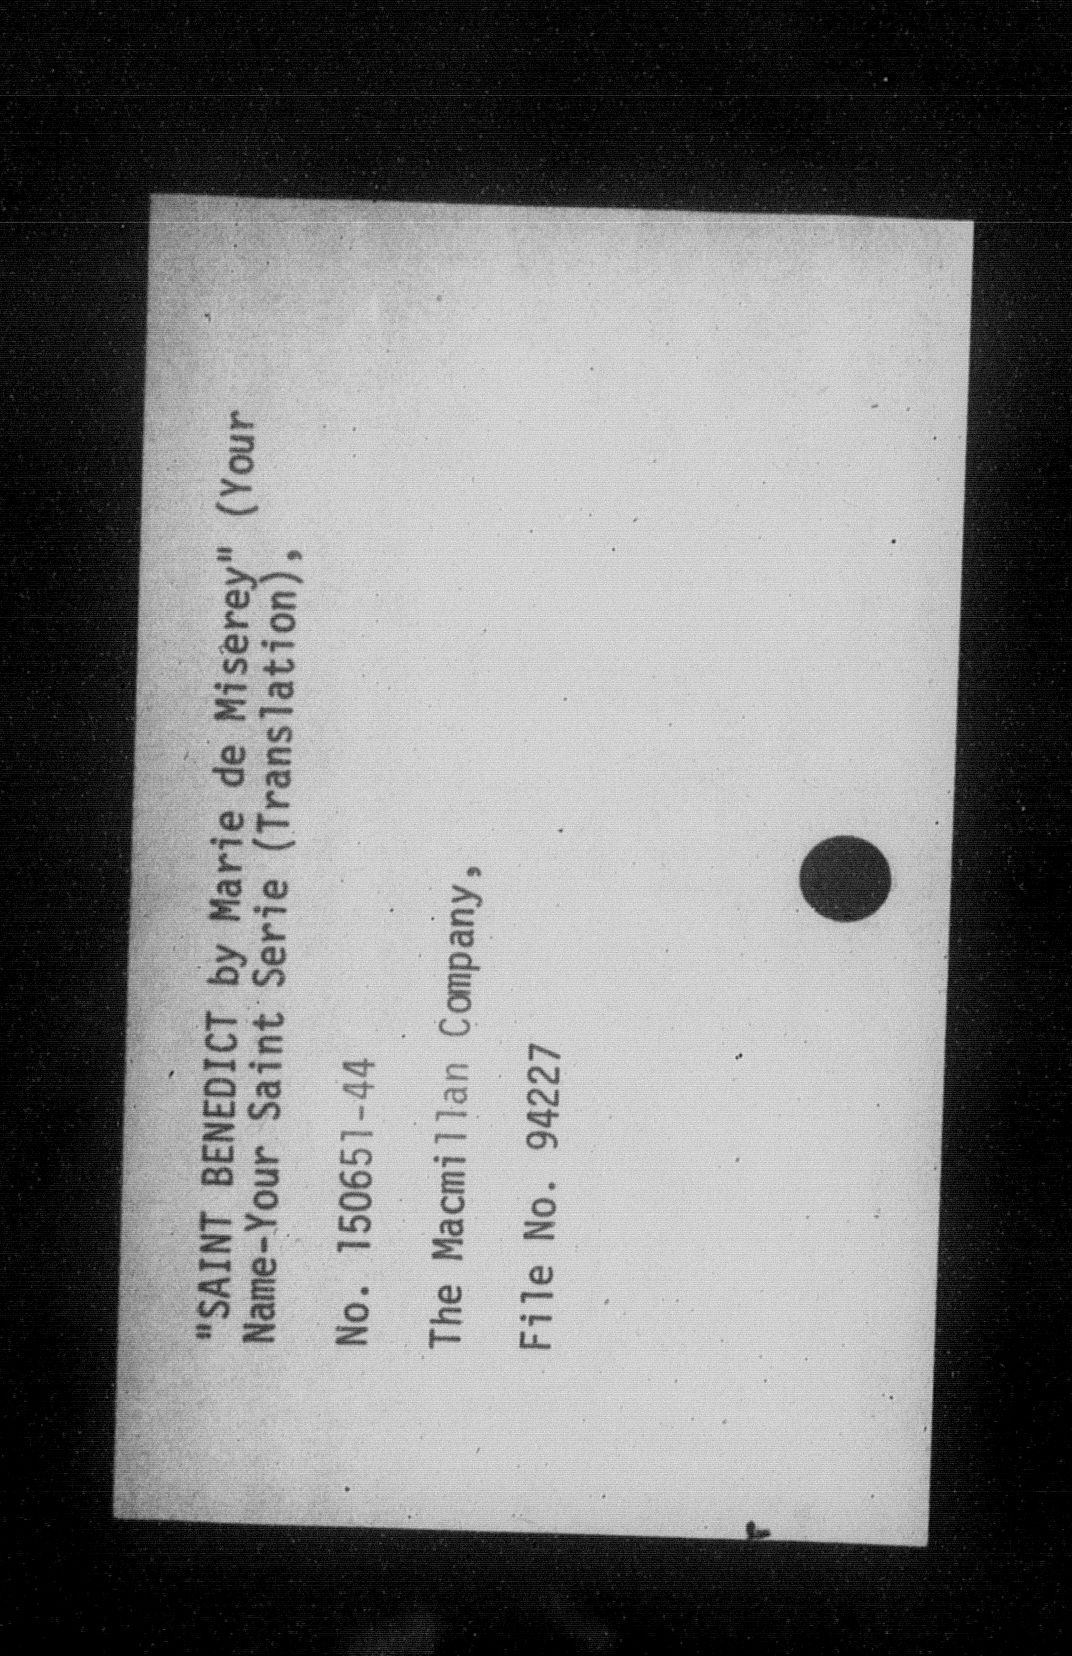 "SAINT BENEDICT by Marie de Miserey" (Your
Name-Your Saint Serie (Translation),
No. 150651-44
The Macmillan Company,
File No. 94227